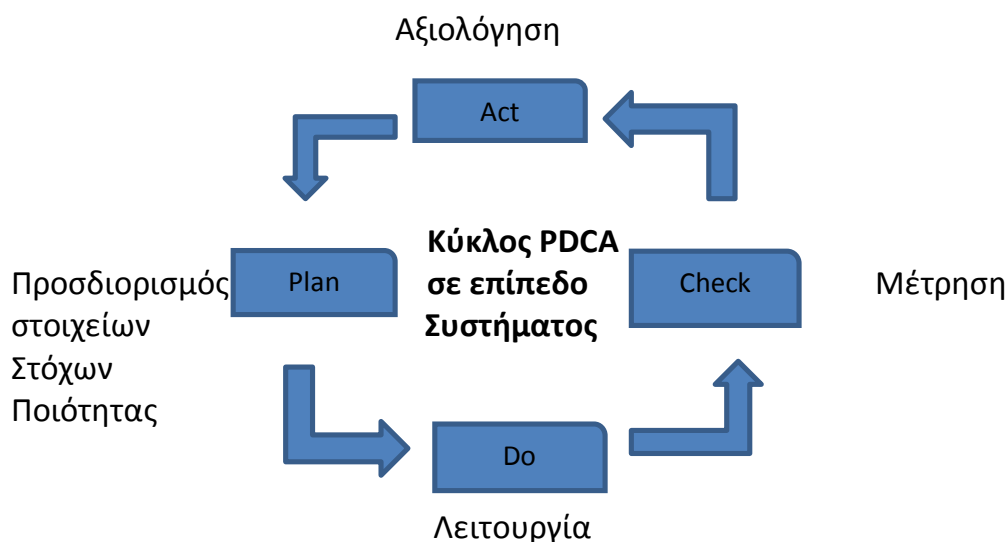 Αξιολόγηση
Act
Κύκλος PDCA
σε επίπεδο
Συστήματος
Plan
Check
Προσδιορισμός
στοιχείων
Στόχων
Ποιότητας
Μέτρηση
Do
Λειτουργία